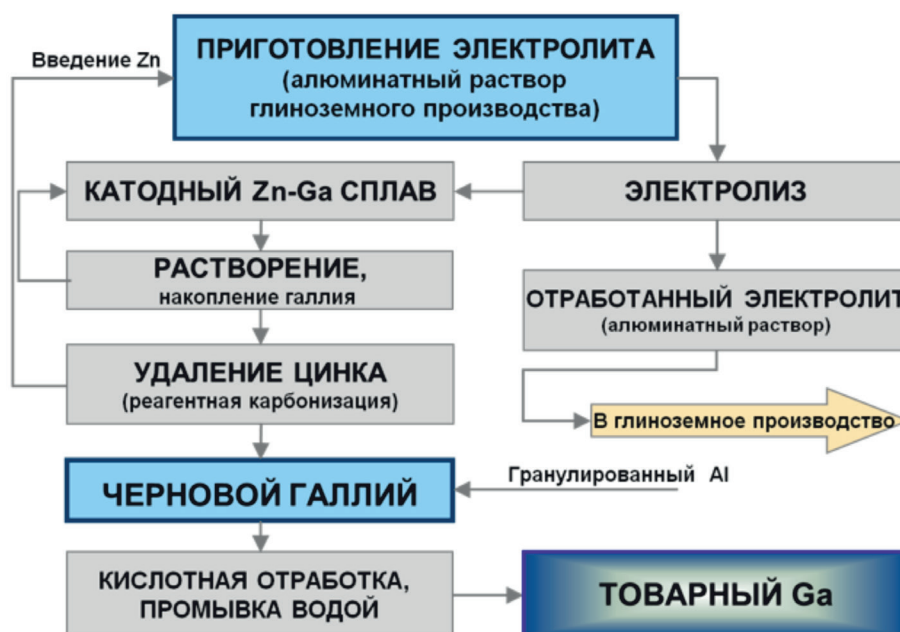 Введение Zn
ПРИГОТОВЛЕНИЕ ЭЛЕКТРОЛИТА
(алюминатный раствор
глиноземного производства)
КАТОДНЫЙ Zn-Ga СПЛАВ
ЭЛЕКТРОЛИЗ
РАСТВОРЕНИЕ,
накопление галлия
ОТРАБОТАННЫЙ ЭЛЕКТРОЛИТ
(алюминатный раствор)
УДАЛЕНИЕ ЦИНКА
(реагентная карбонизация)
В глиноземное производство
ЧЕРНОВОЙ ГАЛЛИЙ
Гранулированный Al
КИСЛОТНАЯ ОТРАБОТКА,
ПРОМЫВКА ВОДОЙ
ТОВАРНЫЙ Ga